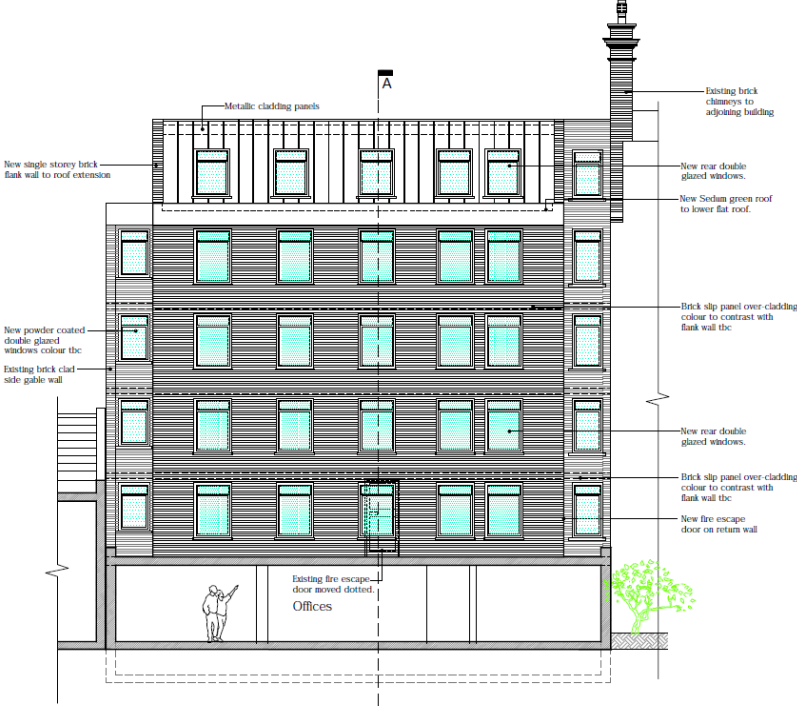 A
Metallic cladding panels
Existing brick
chimneys to
adjoining building
New single storey brick
flank wall to roof extension
New rear double
glazed windows.
New Sedum green roof
to lower flat roof.
Brick slip panel over-cladding
colour to contrast with
flank wall tbc
New powder coated
double glazed
windows colour tbc
Existing brick clad
side gable wall
New rear double
glazed windows.
Brick slip panel over-cladding
colour to contrast with
flank wall tbc
New fire escape
door on return wall
Existing fire escape
door moved dotted.
Offices